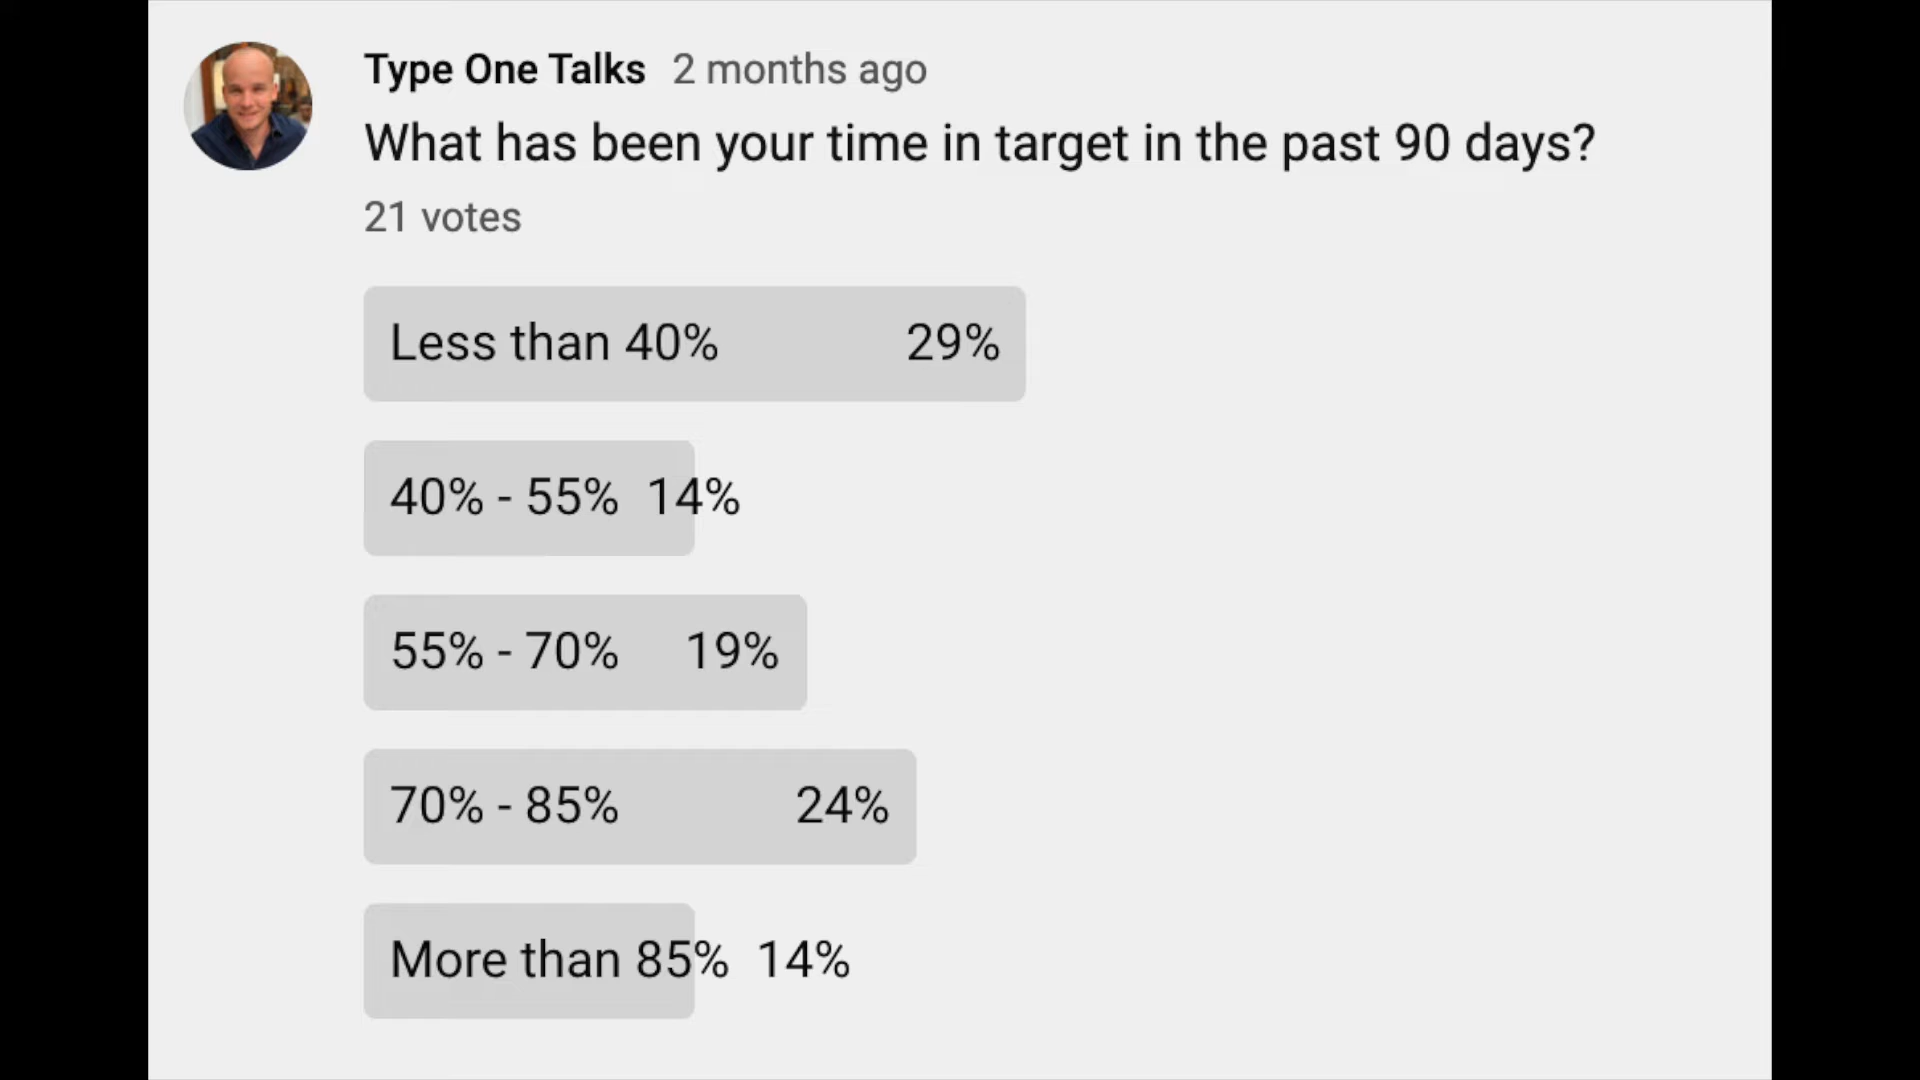 Type One Talks 2 months ago
What has been your time in target in the past 90 days?
21 votes
Less than 40% 29%
40% - 55% 14%
55% - 70% 19%
70% - 85% 24%
More than 85% 14%